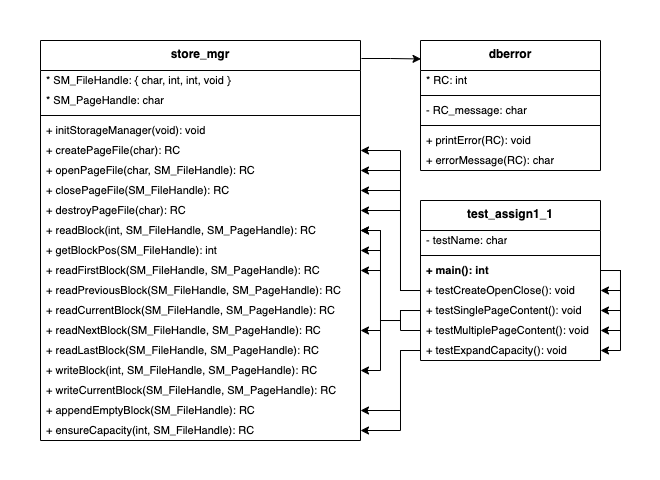 store_mgr
* SM_FileHandle: { char, int, int, void }
* SM_PageHandle: char
+ initStorageManager(void): void
+ createPageFile(char): RC
+ openPageFile(char, SM_FileHandle): RC
+ closePageFile(SM_FileHandle): RC
+ destroyPageFile(char): RC
+ readBlock(int, SM_FileHandle, SM_PageHandle): RC
+ getBlockPos(SM_FileHandle): int
+ readFirstBlock(SM_FileHandle, SM_PageHandle): RC
+ readPreviousBlock(SM_FileHandle, SM_PageHandle): RC
+ readCurrentBlock(SM_FileHandle, SM_PageHandle): RC
+ readNextBlock(SM_FileHandle, SM_PageHandle): RC
+ readLastBlock(SM_FileHandle, SM_PageHandle): RC
+ writeBlock(int, SM_FileHandle, SM_PageHandle): RC
+ writeCurrentBlock(SM_FileHandle, SM_PageHandle): RC
+ appendEmptyBlock(SM_FileHandle): RC
+ ensureCapacity(int, SM_FileHandle): RC
dberror
* RC: int
- RC_message: char
+ printError(RC): void
+ errorMessage(RC): char
test_assign1_1
- testName: char
+ main(): int
+ testCreateOpenClose(): void
+ testSinglePageContent(): void
+ testMultiplePageContent(): void
+ testExpandCapacity(): void